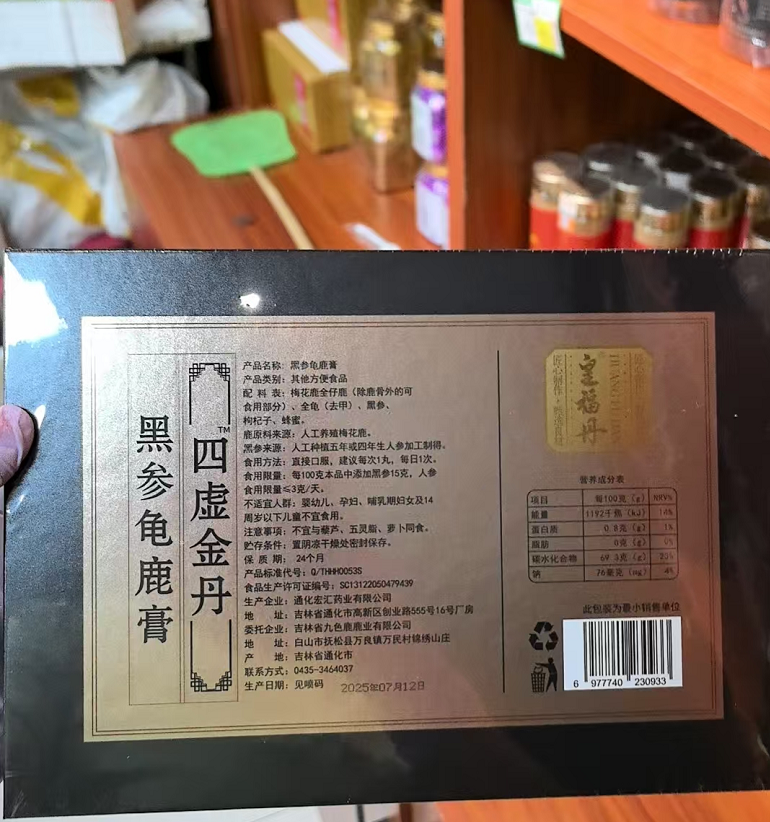 黑参龟鹿膏
四虚金丹
TM
产品名称: 黑参龟鹿膏
产品类别: 其他方便食品
配 料 表: 梅花鹿全仔鹿 (除鹿骨外的可
食用部分) 、全龟 (去甲) 、黑参、
枸杞子、蜂蜜。
鹿原料来源: 人工养殖梅花鹿。
黑参来源: 人工种植五年或四年生人参加工制得。
食用方法: 直接口服, 建议每次1丸, 每日1次。
食用限量: 每100克本品中添加黑参15克, 人参
食用限量≤3克/天。
不适宜人群: 婴幼儿、孕妇、哺乳期妇女及14
周岁以下儿童不宜食用。
注意事项: 不宜与藜芦、五灵脂、萝卜同食。
贮存条件: 置阴凉干燥处密封保存。
保 质 期: 24个月
产品标准代号: Q/THHH0053S
食品生产许可证编号: SC13122050479439
生产企业: 通化宏汇药业有限公司
地 址: 吉林省通化市高新区创业路555号16号厂房
委托企业: 吉林省九色鹿鹿业有限公司
地 址: 白山市抚松县万良镇万民村锦绣山庄
产 地: 吉林省通化市
联系方式: 0435-3464037
生产日期: 见喷码 2025年07月12日
皇福丹
匠心制作
营养成分表
项目 每100克 (g) NRV%
能量 1192千焦 (kJ) 14%
蛋白质 0.8克 (g) 1%
脂肪 0克 (g) 0%
碳水化合物 69.3克 (g) 23%
钠 76毫克 (mg) 4%
此包装为最小销售单位
6 977740 230933